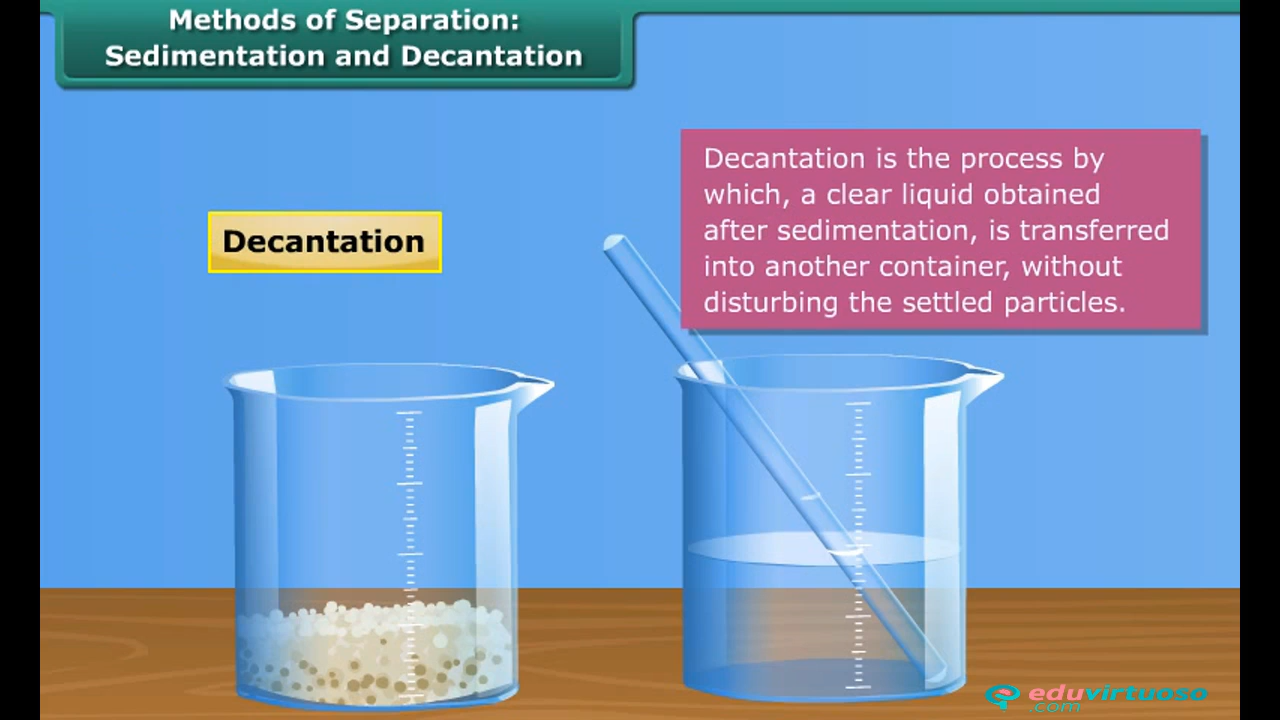 Methods of Separation:
Sedimentation and Decantation
Decantation
Decantation is the process by
which, a clear liquid obtained
after sedimentation, is transferred
into another container, without
disturbing the settled particles.
eduvirtuoso
.com